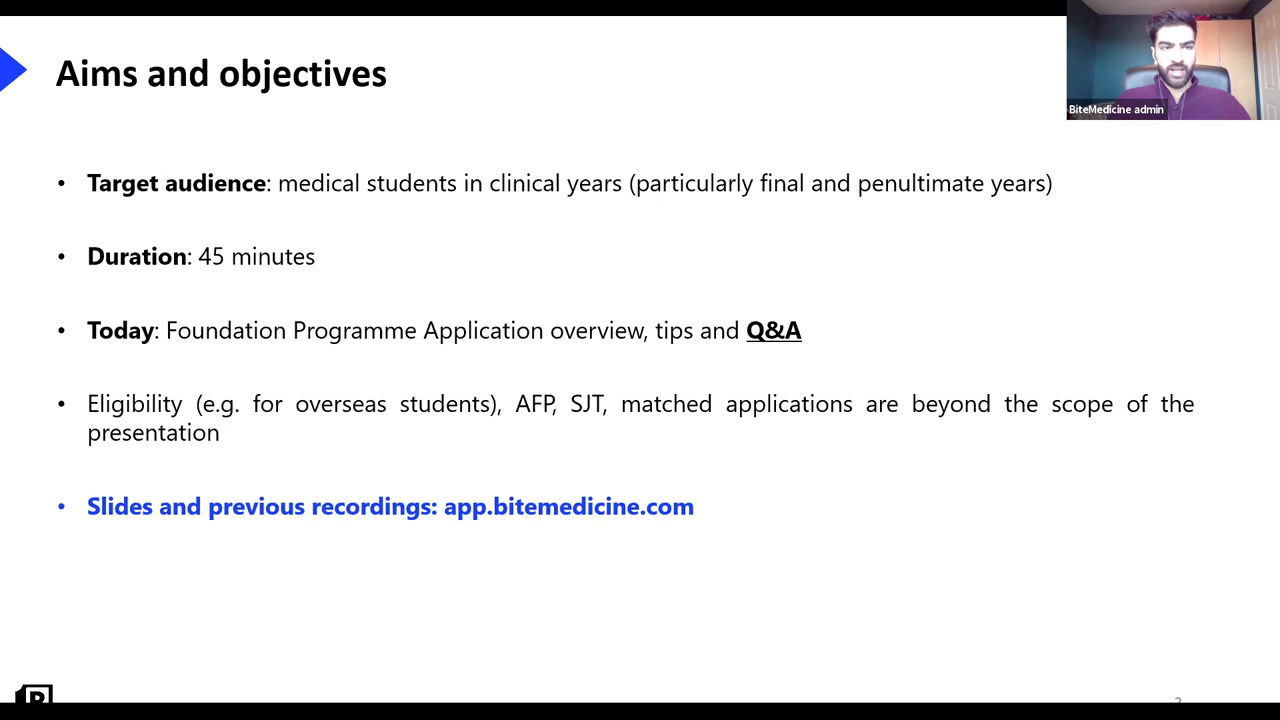 Aims and objectives
BiteMedicine admin
• Target audience: medical students in clinical years (particularly final and penultimate years)
• Duration: 45 minutes
• Today: Foundation Programme Application overview, tips and Q&A
• Eligibility (e.g. for overseas students), AFP, SJT, matched applications are beyond the scope of the
presentation
• Slides and previous recordings: app.bitemedicine.com